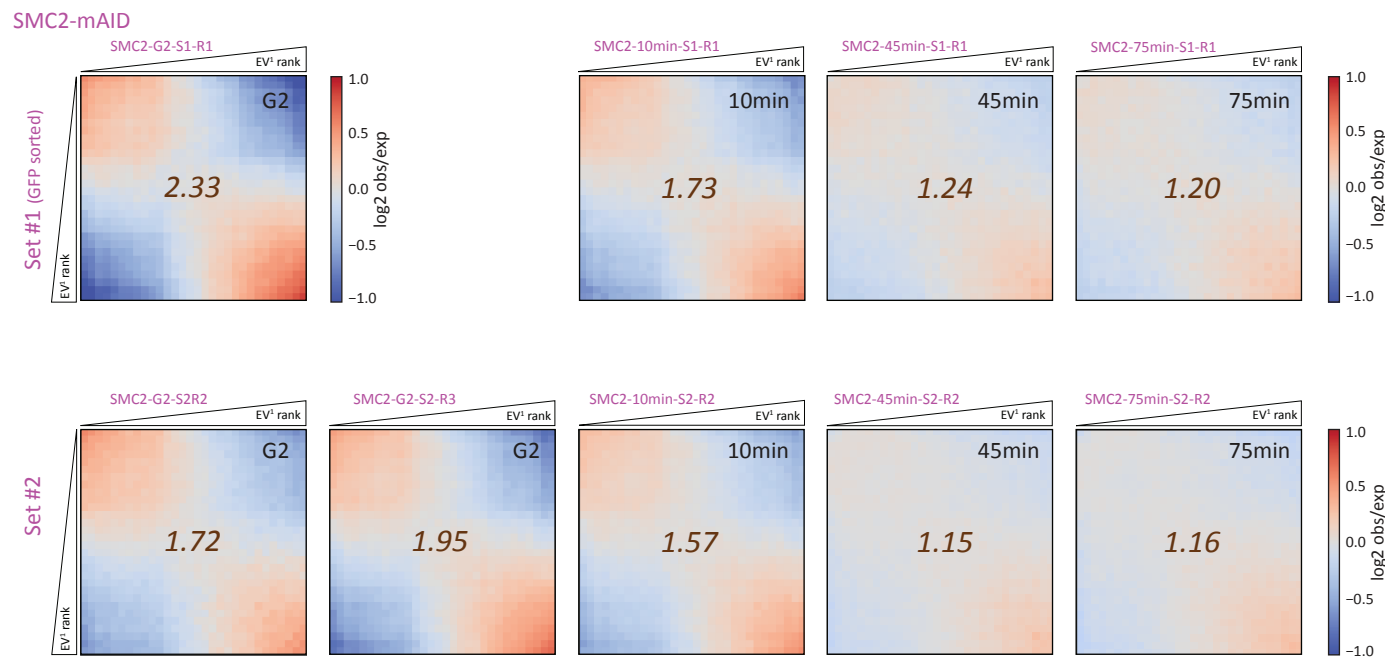 SMC2-mAID
SMC2-G2-S1-R1
SMC2-10min-S1-R1
SMC2-45min-S1-R1
SMC2-75min-S1-R1
EV¹ rank
EV¹ rank
EV¹ rank
EV¹ rank
Set #1 (GFP sorted)
EV¹ rank
G2
2.33
1.0
0.5
0.0
−0.5
−1.0
log2 obs/exp
10min
1.73
45min
1.24
75min
1.20
1.0
0.5
0.0
−0.5
−1.0
log2 obs/exp
SMC2-G2-S2R2
SMC2-G2-S2-R3
SMC2-10min-S2-R2
SMC2-45min-S2-R2
SMC2-75min-S2-R2
EV¹ rank
EV¹ rank
EV¹ rank
EV¹ rank
EV¹ rank
Set #2
EV¹ rank
G2
1.72
G2
1.95
10min
1.57
45min
1.15
75min
1.16
1.0
0.5
0.0
−0.5
−1.0
log2 obs/exp